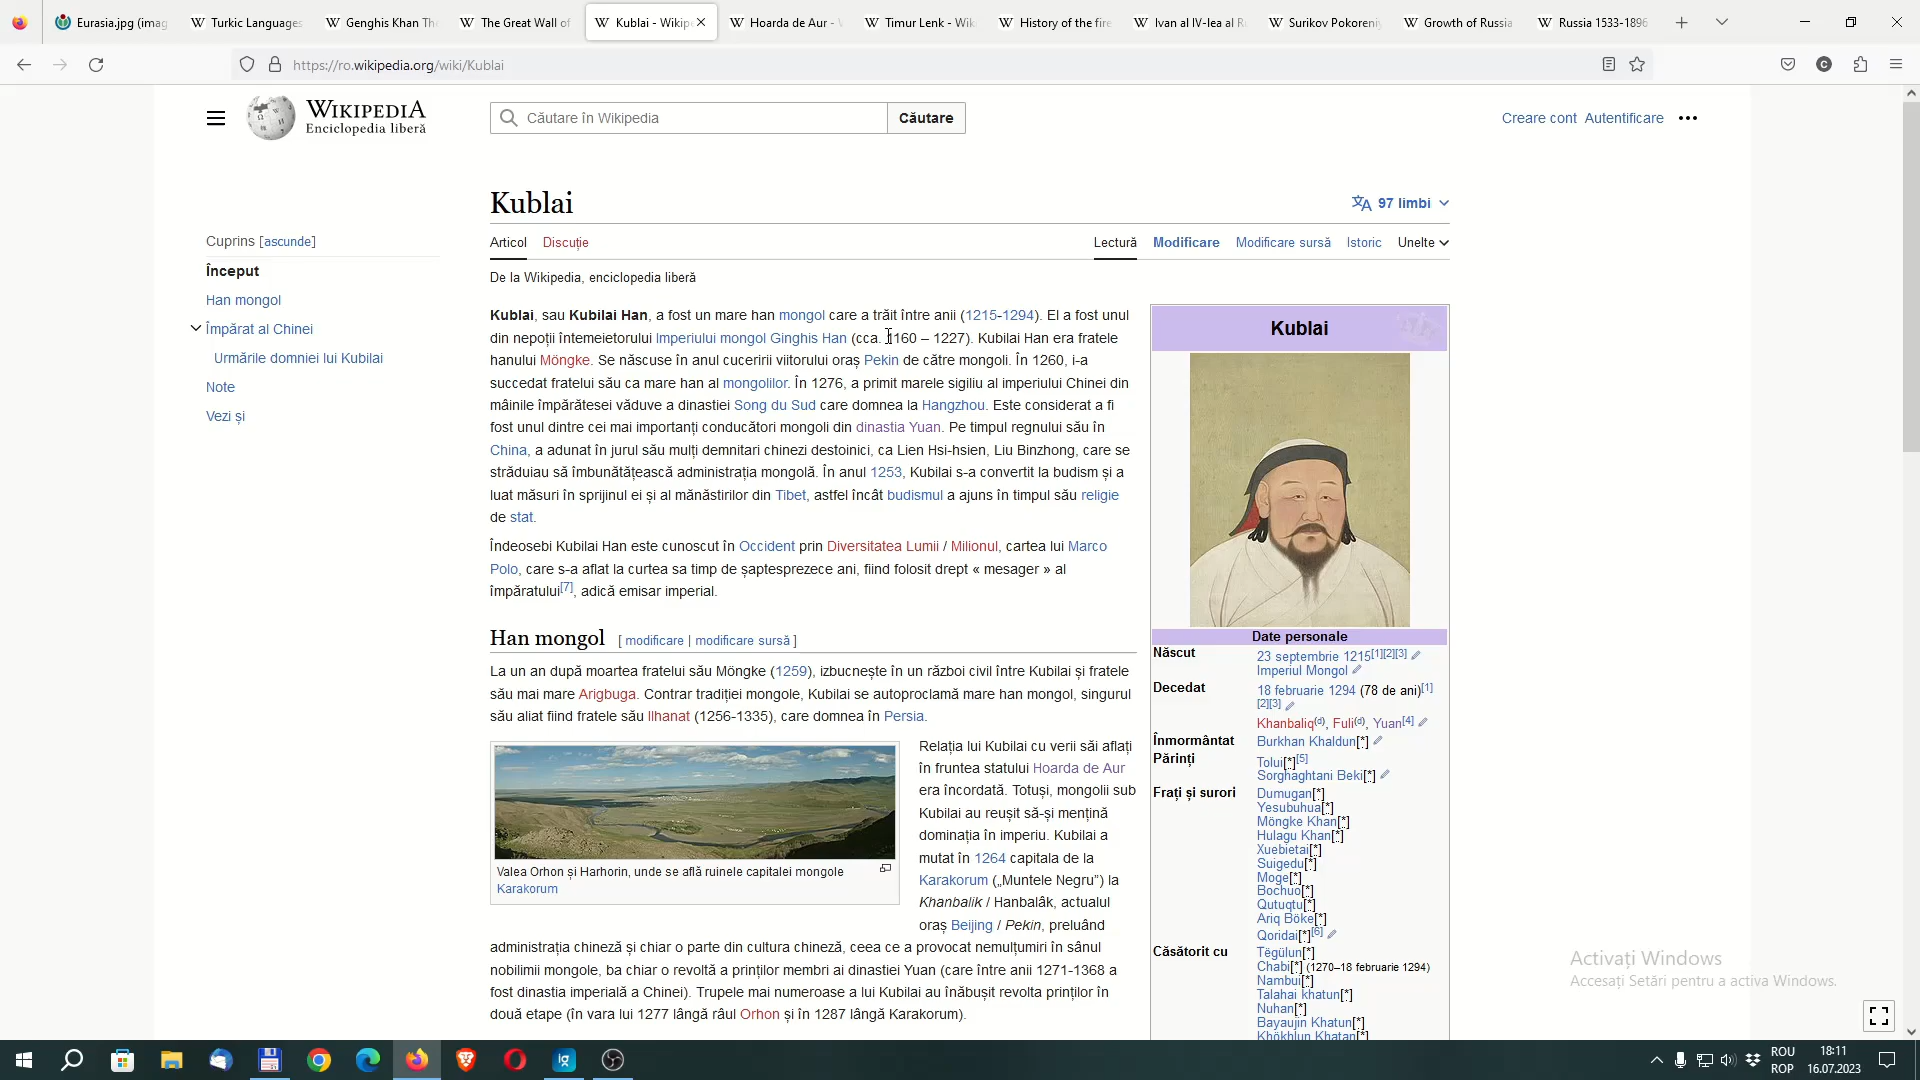 Eurasia.jpg (imag
Turkic Languages
Genghis Khan Th
The Great Wall of
Kublai - Wikip
Hoarda de Aur - 
Timur Lenk - Wik
History of the fire
Ivan al IV-lea al R
Surikov Pokoreni
Growth of Russia
Russia 1533-1896
https://ro.wikipedia.org/wiki/Kublai
C
WIKIPEDIA
Enciclopedia liberă
Căutare în Wikipedia
Căutare
Creare cont Autentificare
Kublai
97 limbi
Cuprins [ascunde]
Început
Han mongol
Împărat al Chinei
Urmările domniei lui Kubilai
Note
Vezi și
Articol Discuție
Lectură Modificare Modificare sursă Istoric Unelte
De la Wikipedia, enciclopedia liberă
Kublai, sau Kubilai Han, a fost un mare han mongol care a trăit între anii (1215-1294). El a fost unul
din nepoții întemeietorului Imperiului mongol Ginghis Han (cca. 1160 – 1227). Kubilai Han era fratele
hanului Möngke. Se născuse în anul cuceririi viitorului oraș Pekin de către mongoli. În 1260, i-a
succedat fratelui său ca mare han al mongolilor. În 1276, a primit marele sigiliu al imperiului Chinei din
mâinile împărătesei văduve a dinastiei Song du Sud care domnea la Hangzhou. Este considerat a fi
fost unul dintre cei mai importanți conducători mongoli din dinastia Yuan. Pe timpul regnului său în
China, a adunat în jurul său mulți demnitari chinezi destoinici, ca Lien Hsi-hsien, Liu Binzhong, care se
străduiau să îmbunătățească administrația mongolă. În anul 1253, Kubilai s-a convertit la budism și a
luat măsuri în sprijinul ei și al mănăstirilor din Tibet, astfel încât budismul a ajuns în timpul său religie
de stat.
Îndeosebi Kubilai Han este cunoscut în Occident prin Diversitatea Lumii / Milionul, cartea lui Marco
Polo, care s-a aflat la curtea sa timp de șaptesprezece ani, fiind folosit drept « mesager » al
împăratului[7], adică emisar imperial.
Han mongol [ modificare | modificare sursă ]
La un an după moartea fratelui său Möngke (1259), izbucnește în un război civil între Kubilai și fratele
său mai mare Arigbuga. Contrar tradiției mongole, Kubilai se autoproclamă mare han mongol, singurul
său aliat fiind fratele său Ilhanat (1256-1335), care domnea în Persia.
Valea Orhon și Harhorin, unde se află ruinele capitalei mongole
Karakorum
Relația lui Kubilai cu verii săi aflați
în fruntea statului Hoarda de Aur
era încordată. Totuși, mongolii sub
Kubilai au reușit să-și mențină
dominația în imperiu. Kubilai a
mutat în 1264 capitala de la
Karakorum („Muntele Negru”) la
Khanbalik / Hanbalâk, actualul
oraș Beijing / Pekin, preluând
administrația chineză și chiar o parte din cultura chineză, ceea ce a provocat nemulțumiri în sânul
nobilimii mongole, ba chiar o revoltă a prinților membri ai dinastiei Yuan (care între anii 1271-1368 a
fost dinastia imperială a Chinei). Trupele mai numeroase a lui Kubilai au înăbușit revolta prinților în
două etape (în vara lui 1277 lângă râul Orhon și în 1287 lângă Karakorum).
Kublai
Date personale
Născut 23 septembrie 1215[1][2][3]
Imperiul Mongol
Decedat 18 februarie 1294 (78 de ani)[1]
[2][3]
Khanbaliq(d), Fuli(d), Yuan[4]
Înmormântat Burkhan Khaldun[*]
Părinți Tolui[*][5]
Sorghaghtani Beki[*]
Frați și surori Dumugan[*]
Yesubuhua[*]
Möngke Khan[*]
Hulagu Khan[*]
Xuebietai[*]
Suigedu[*]
Moge[*]
Bochuo[*]
Qutuqtu[*]
Ariq Böke[*]
Qoridai[*][6]
Căsătorit cu Tëgülun[*]
Chabi[*] (1270–18 februarie 1294)
Nambui[*]
Talahai khatun[*]
Nuhan[*]
Bayaujin Khatun[*]
Khökhlun Khatan[*]
Activați Windows
Accesați Setări pentru a activa Windows.
ROU
ROP
18:11
16.07.2023